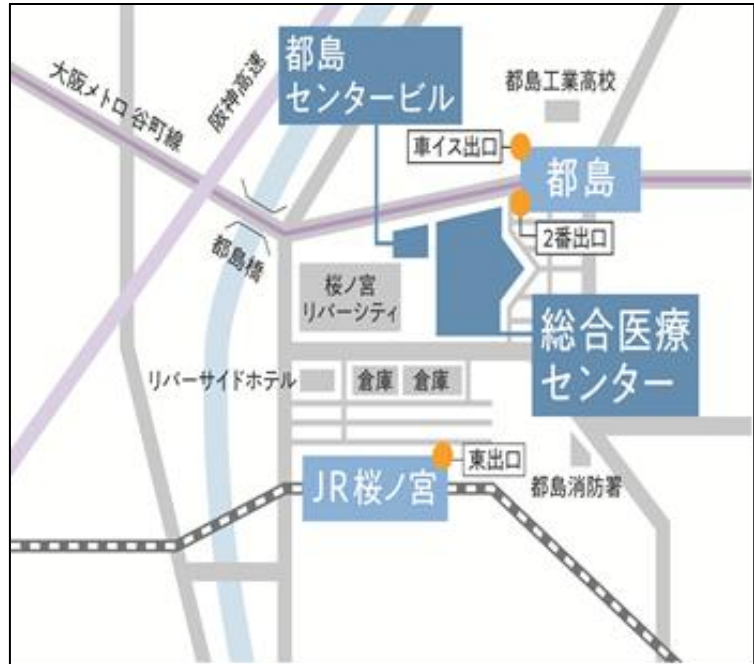 都島
センタービル
阪神高速
大阪メトロ 谷町線
都島工業高校
車イス出口
都島
2番出口
都島橋
桜ノ宮
リバーシティ
総合医療
センター
リバーサイドホテル
倉庫
倉庫
東出口
JR桜ノ宮
都島消防署